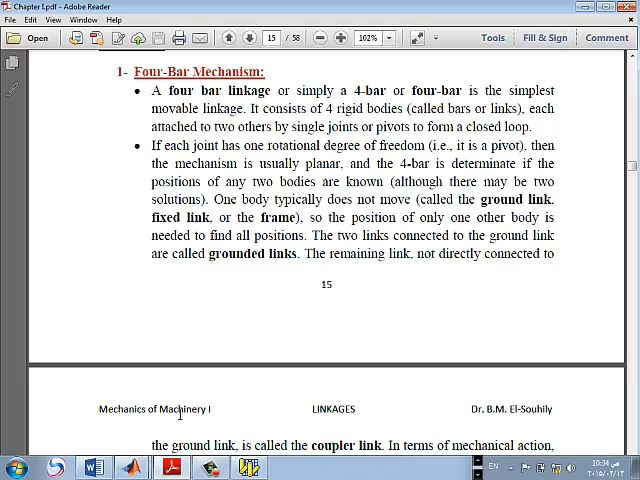 Chapter I.pdf - Adobe Reader
File Edit View Window Help
Open
15 / 58
102%
Tools
Fill & Sign
Comment
1- Four-Bar Mechanism:
• A four bar linkage or simply a 4-bar or four-bar is the simplest
movable linkage. It consists of 4 rigid bodies (called bars or links), each
attached to two others by single joints or pivots to form a closed loop.
• If each joint has one rotational degree of freedom (i.e., it is a pivot), then
the mechanism is usually planar, and the 4-bar is determinate if the
positions of any two bodies are known (although there may be two
solutions). One body typically does not move (called the ground link,
fixed link, or the frame), so the position of only one other body is
needed to find all positions. The two links connected to the ground link
are called grounded links. The remaining link, not directly connected to
15
Mechanics of Machinery I
LINKAGES
Dr. B.M. El-Souhily
the ground link, is called the coupler link. In terms of mechanical action,
EN
10:34 ص